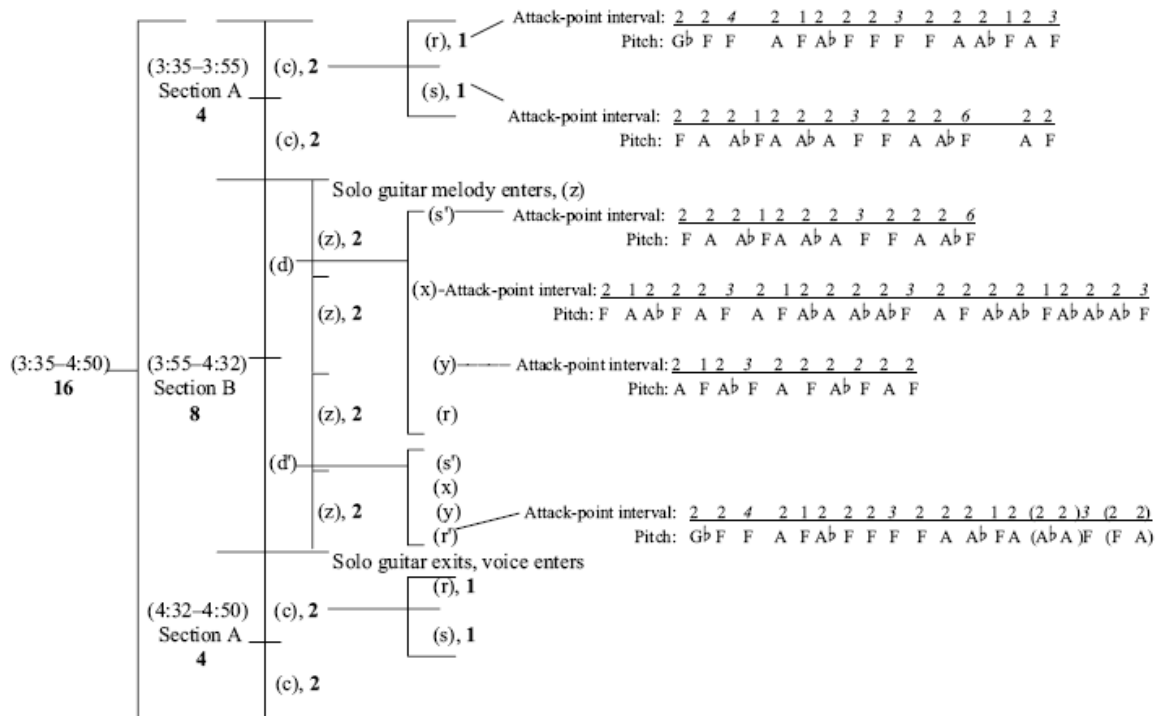 Attack-point interval: 2 2 4 2 1 2 2 2 3 2 2 2 1 2 3
(r), 1 Pitch: G♭ F F A F A♭ F F F F A A♭ F A F
(3:35–3:55) (c), 2
Section A (s), 1
4 Attack-point interval: 2 2 2 1 2 2 2 3 2 2 2 6 2 2
(c), 2 Pitch: F A A♭ F A A♭ A F F A A♭ F A F
Solo guitar melody enters, (z)
(s') Attack-point interval: 2 2 2 1 2 2 2 3 2 2 2 6
(z), 2 Pitch: F A A♭ F A A♭ A F F A A♭ F
(d)
(x)-Attack-point interval: 2 1 2 2 2 3 2 1 2 2 2 2 3 2 2 2 2 1 2 2 2 3
(z), 2 Pitch: F A A♭ F A F A F A♭ A A♭ A♭ F A F A♭ A♭ F A♭ A♭ A♭ F
(3:35–4:50) (3:55–4:32) (y) Attack-point interval: 2 1 2 3 2 2 2 2 2 2
16 Section B Pitch: A F A♭ F A F A♭ F A F
8 (z), 2 (r)
(d') (s')
(x)
(z), 2 (y) Attack-point interval: 2 2 4 2 1 2 2 2 3 2 2 2 1 2 (2 2 )3 (2 2)
(r') Pitch: G♭ F F A F A♭ F F F F A A♭ F A (A♭ A )F (F A)
Solo guitar exits, voice enters
(r), 1
(4:32–4:50) (c), 2
Section A (s), 1
4
(c), 2